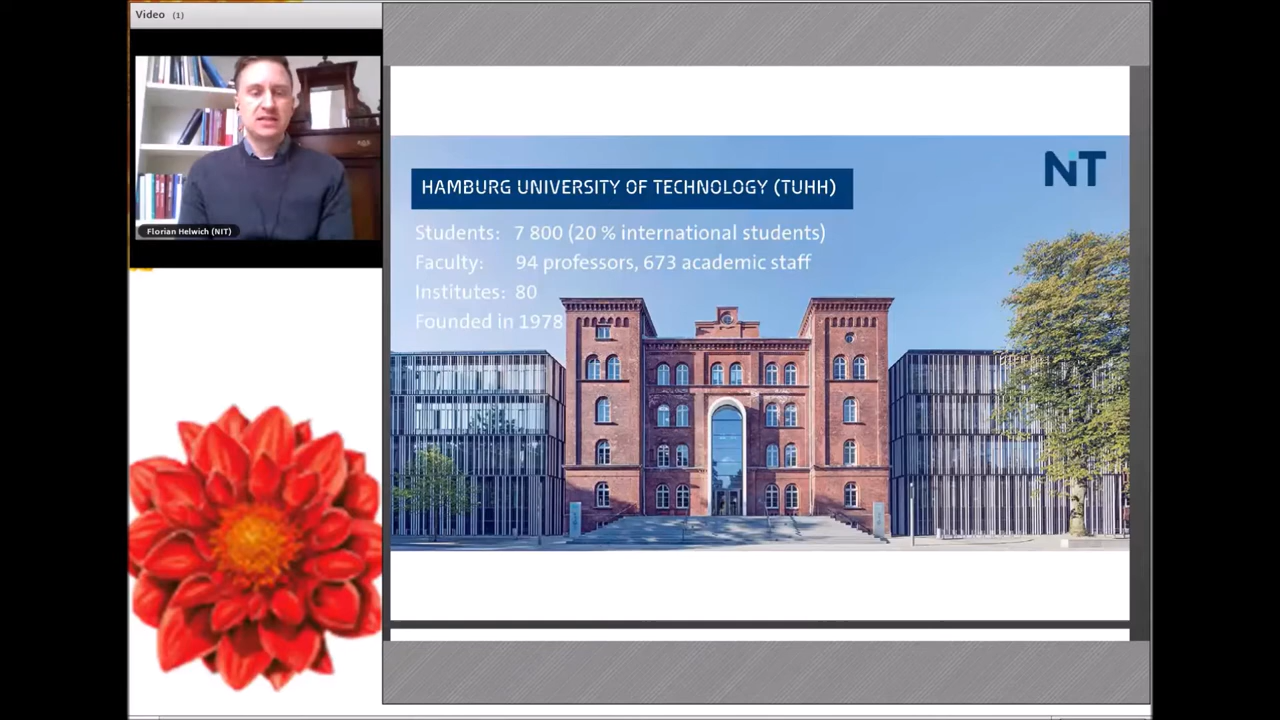 Video (1)
Florian Helwich (NIT)
NiT
HAMBURG UNIVERSITY OF TECHNOLOGY (TUHH)
Students: 7 800 (20 % international students)
Faculty: 94 professors, 673 academic staff
Institutes: 80
Founded in 1978